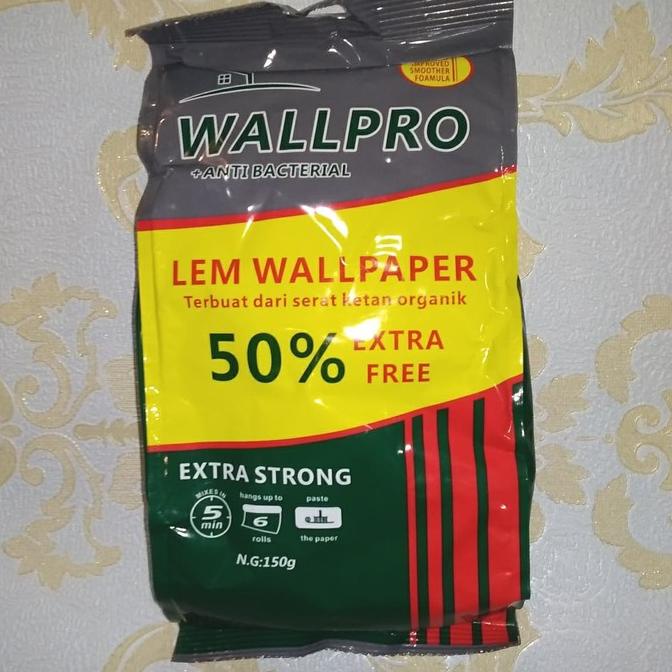 IMPROVED
SMOOTHER
FOAMULA
WALLPRO
+ANTI BACTERIAL
LEM WALLPAPER
Terbuat dari serat ketan organik
50% EXTRA
FREE
EXTRA STRONG
MIXES IN
5
min
hangs up to
6
rolls
paste
the paper
N.G:150g